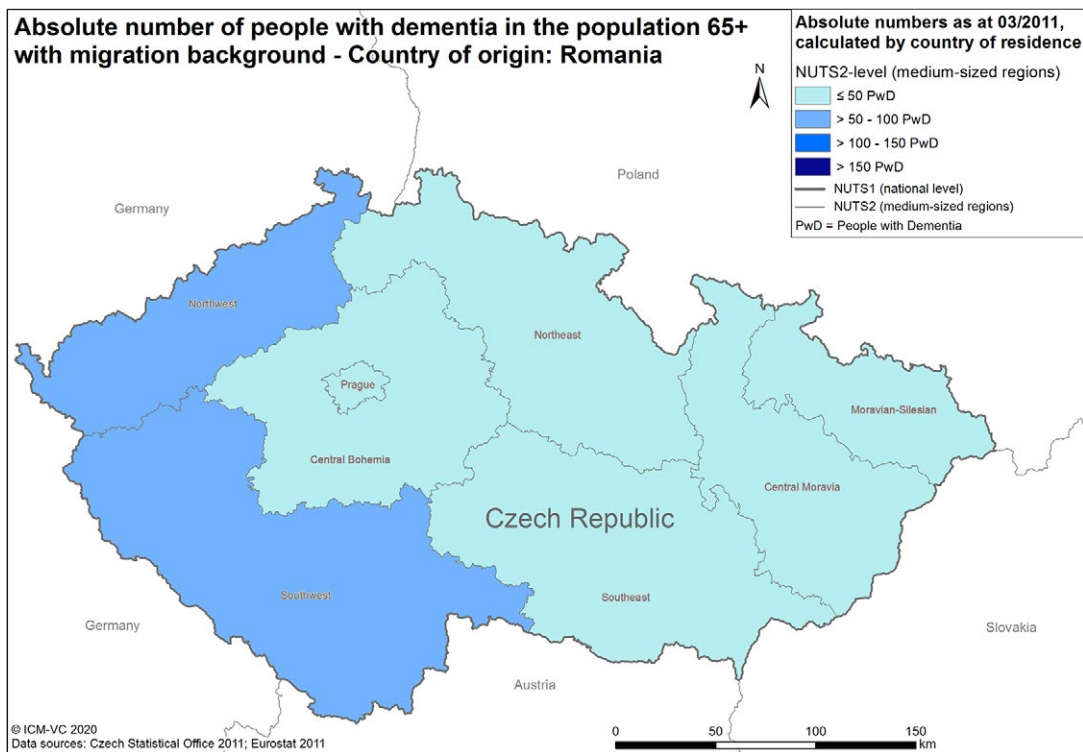 Absolute number of people with dementia in the population 65+
with migration background - Country of origin: Romania
Absolute numbers as at 03/2011,
calculated by country of residence
NUTS2-level (medium-sized regions)
≤ 50 PwD
> 50 - 100 PwD
> 100 - 150 PwD
> 150 PwD
NUTS1 (national level)
NUTS2 (medium-sized regions)
PwD = People with Dementia
N
Poland
Germany
Northwest
Northeast
Prague
Moravian-Silesian
Central Bohemia
Central Moravia
Czech Republic
Southwest
Southeast
Germany
Slovakia
Austria
© ICM-VC 2020
Data sources: Czech Statistical Office 2011; Eurostat 2011
0 50 100 150
km